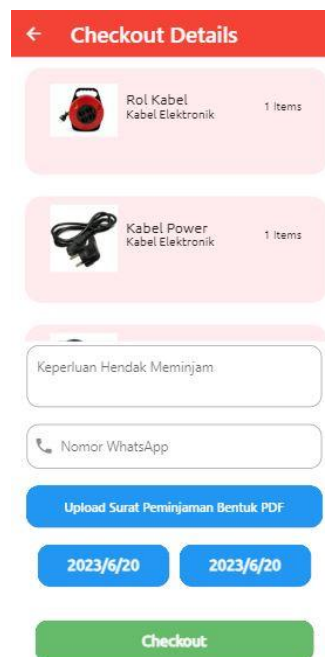 Checkout Details
Rol Kabel
Kabel Elektronik
1 Items
Kabel Power
Kabel Elektronik
1 Items
Keperluan Hendak Meminjam
Nomor WhatsApp
Upload Surat Peminjaman Bentuk PDF
2023/6/20 2023/6/20
Checkout